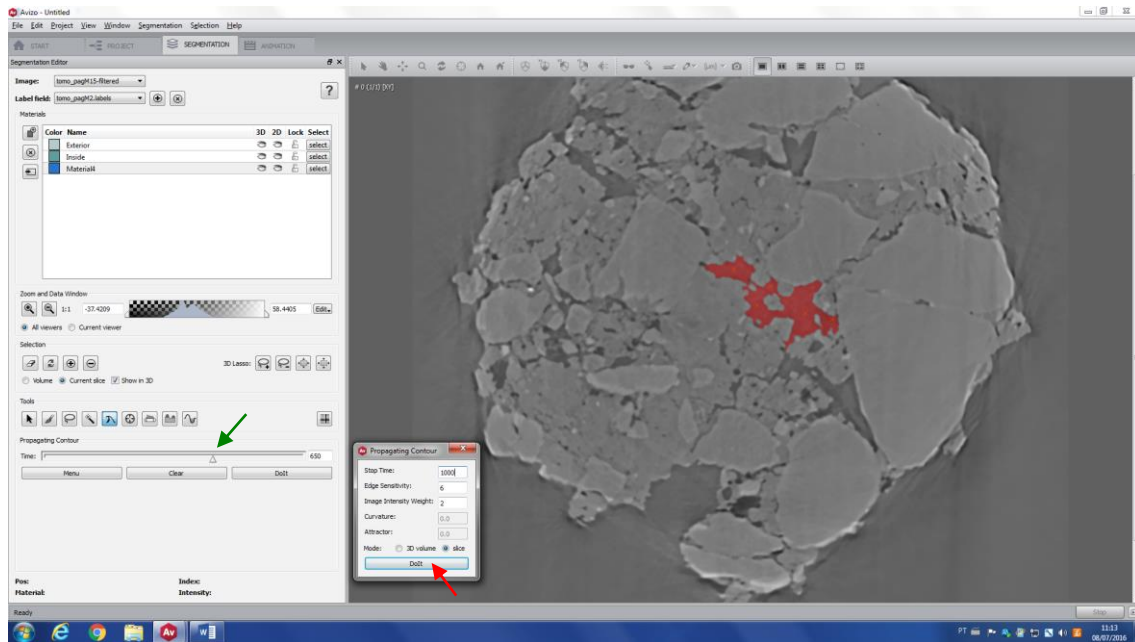 Avizo - Untitled
File Edit Project View Window Segmentation Selection Help
START PROJECT SEGMENTATION ANIMATION
Segmentation Editor
Image: tomo_pagM15-filtered
Label field: tomo_pagM2.labels
?
Materials
Color Name 3D 2D Lock Select
Exterior select
Inside select
Material4 select
Zoom and Data Window
1:1 -37.4209 58.4405 Edit
All viewers Current viewer
Selection
3D Lasso:
Volume Current slice Show in 3D
Tools
Propagating Contour
Time: 650
Menu Clear DoIt
Pos: Index:
Material: Intensity:
Ready
# 0 (1/1) [XY]
Propagating Contour
Stop Time: 1000
Edge Sensitivity: 6
Image Intensity Weight: 2
Curvature: 0.0
Attractor: 0.0
Mode: 3D volume slice
DoIt
Stop
PT 11:13
08/07/2016